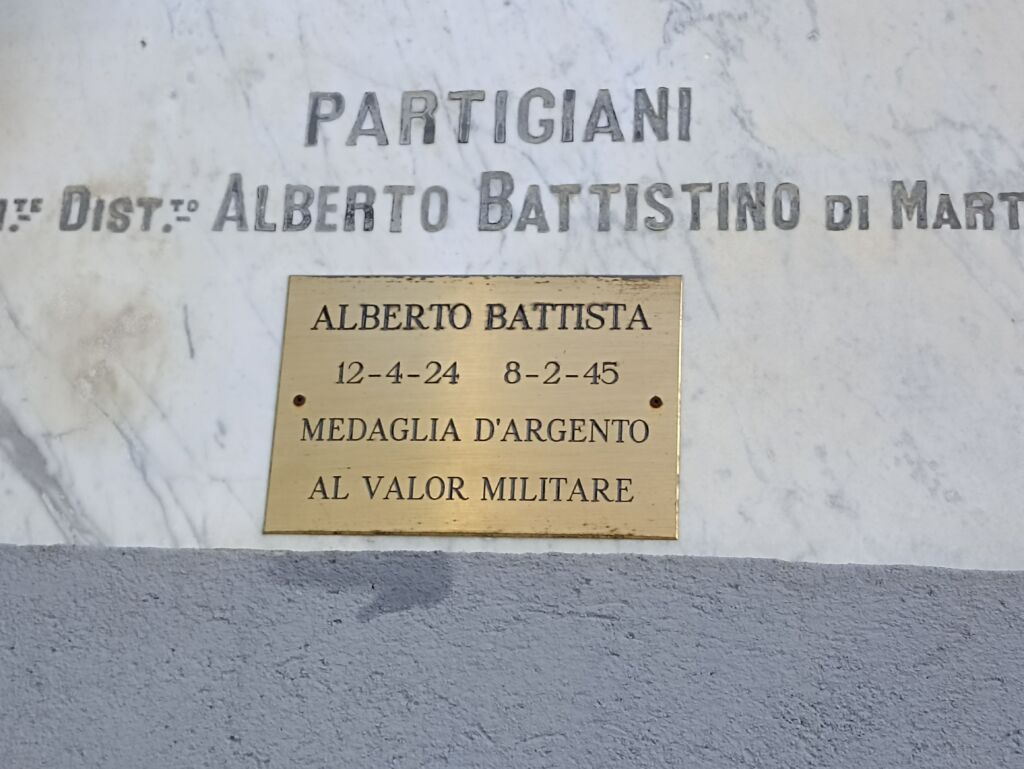 PARTIGIANI
DIST.TO ALBERTO BATTISTINO DI MART
ALBERTO BATTISTA
12-4-24 8-2-45
MEDAGLIA D'ARGENTO
AL VALOR MILITARE